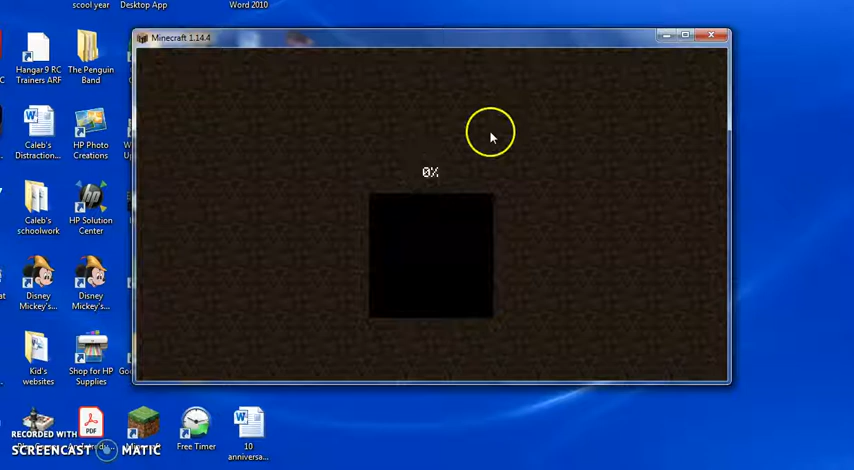 scool year
Desktop App
Word 2010
Minecraft 1.14.4
Hangar 9 RC
Trainers ARF
The Penguin
Band
0%
Caleb's
Distraction...
HP Photo
Creations
Caleb's
schoolwork
HP Solution
Center
Disney
Mickey's...
Disney
Mickey's...
Kid's
websites
Shop for HP
Supplies
Free Timer
10
anniversa...
RECORDED WITH
SCREENCAST MATIC